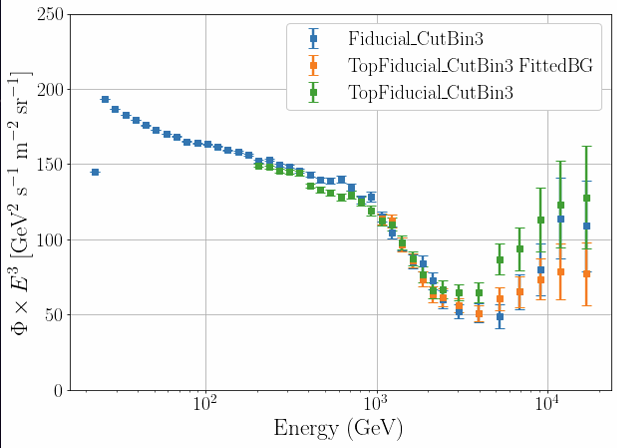 250
200
150
100
50
0
Φ × E³ [GeV² s⁻¹ m⁻² sr⁻¹]
Fiducial_CutBin3
TopFiducial_CutBin3 FittedBG
TopFiducial_CutBin3
10² 10³ 10⁴
Energy (GeV)